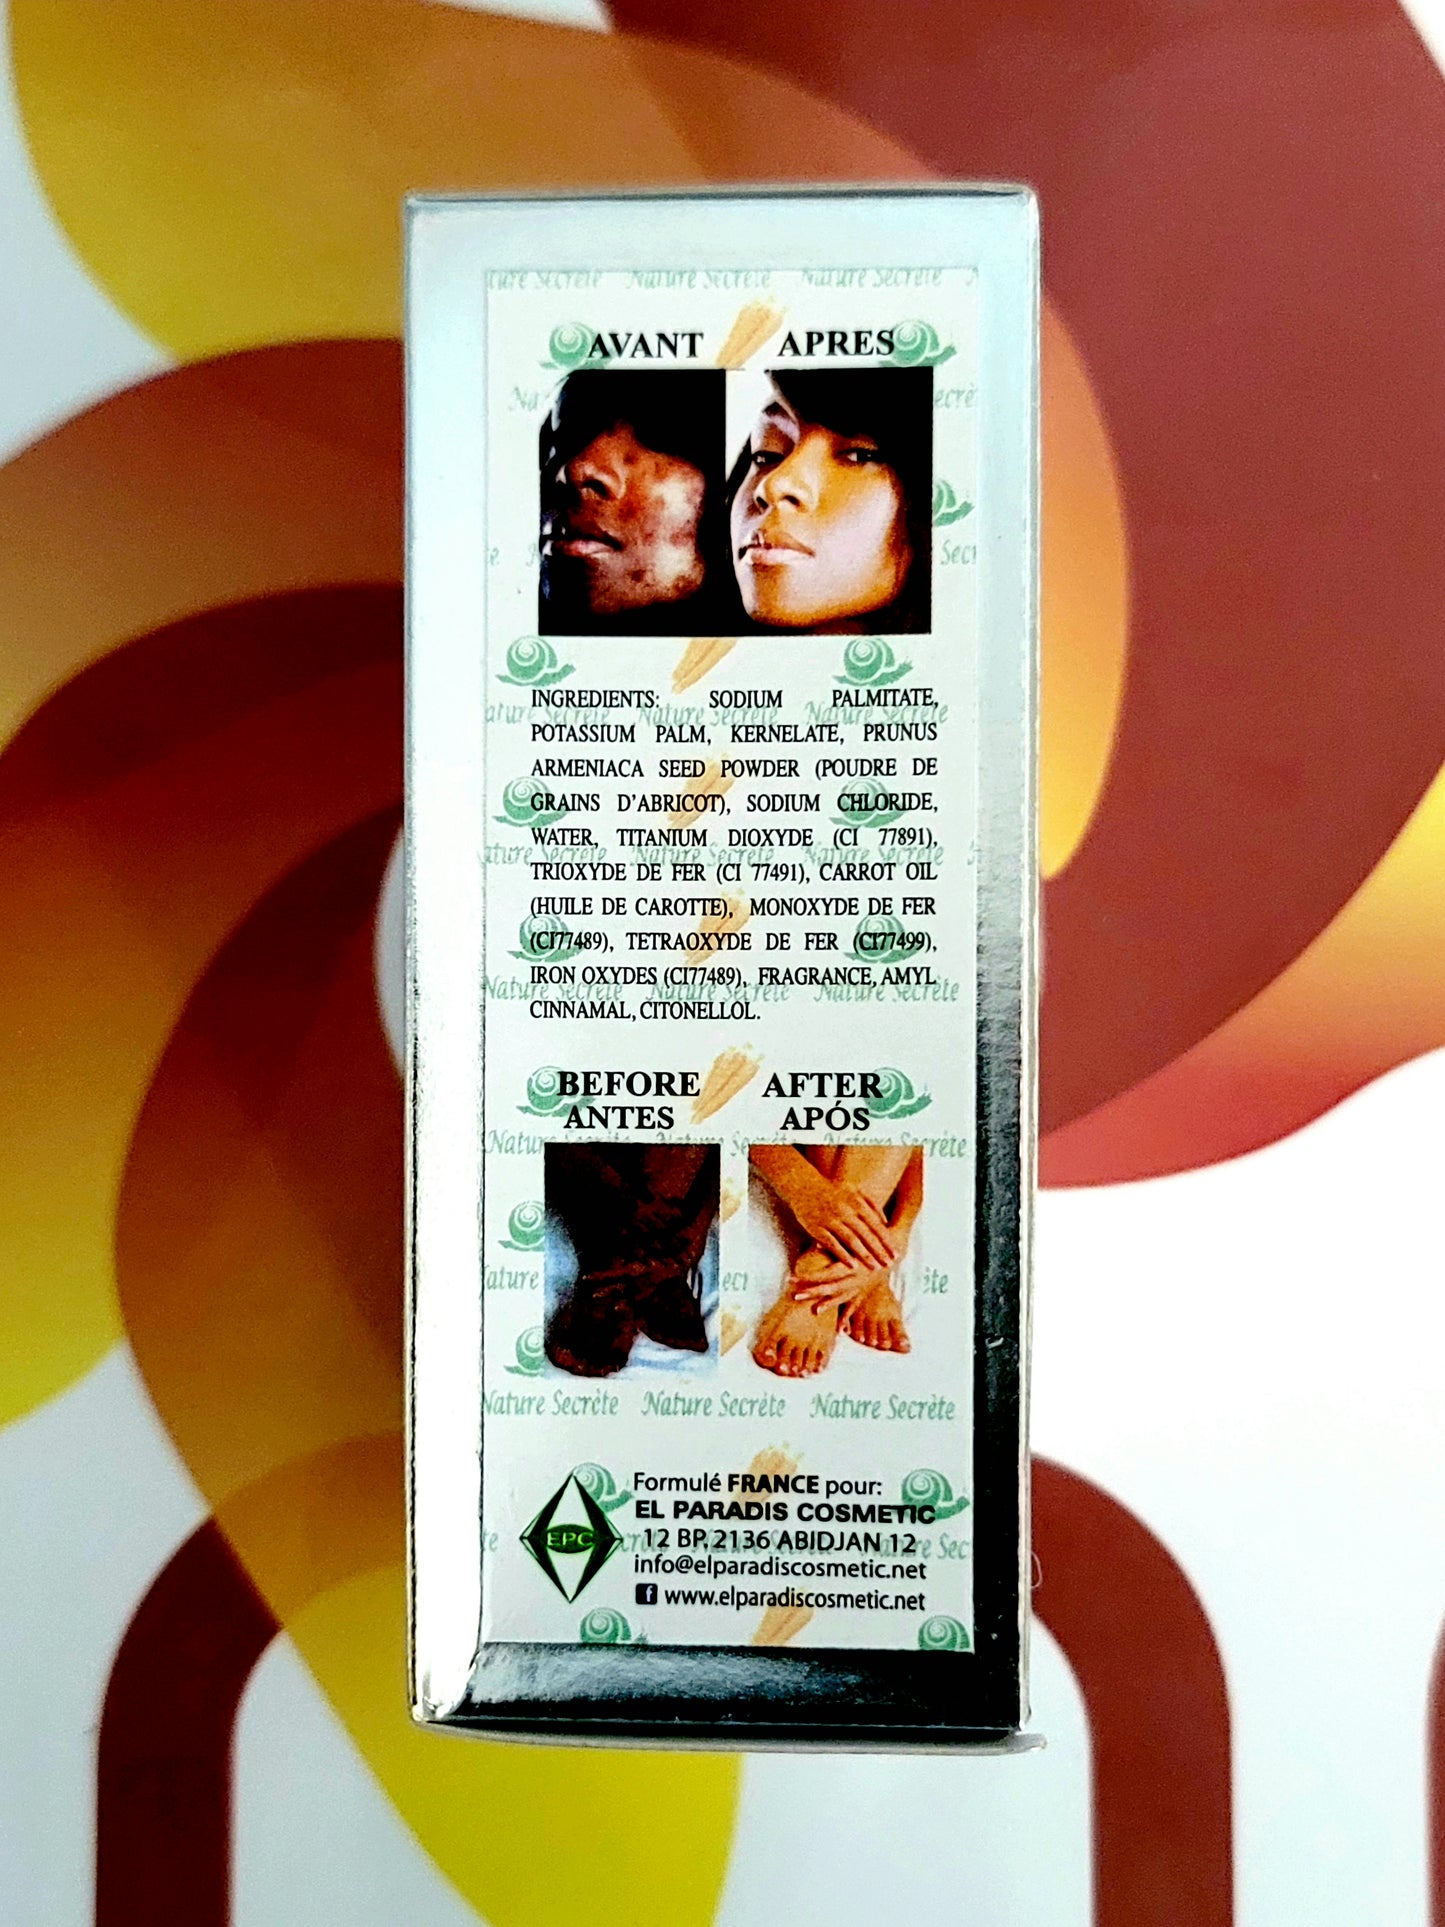 Nature Secrète Nature Secrète
AVANT APRES
INGREDIENTS: SODIUM PALMITATE,
POTASSIUM PALM, KERNELATE, PRUNUS
ARMENIACA SEED POWDER (POUDRE DE
GRAINS D'ABRICOT), SODIUM CHLORIDE,
WATER, TITANIUM DIOXYDE (CI 77891),
TRIOXYDE DE FER (CI 77491), CARROT OIL
(HUILE DE CAROTTE), MONOXYDE DE FER
(CI77489), TETRAOXYDE DE FER (CI77499),
IRON OXYDES (CI77489), FRAGRANCE, AMYL
CINNAMAL, CITONELLOL.
Nature Secrète Nature Secrète Nature Secrète
BEFORE AFTER
ANTES APÓS
Nature Secrète Nature Secrète Nature Secrète
Formulé FRANCE pour:
EL PARADIS COSMETIC
EPC
12 BP. 2136 ABIDJAN 12
info@elparadiscosmetic.net
f www.elparadiscosmetic.net